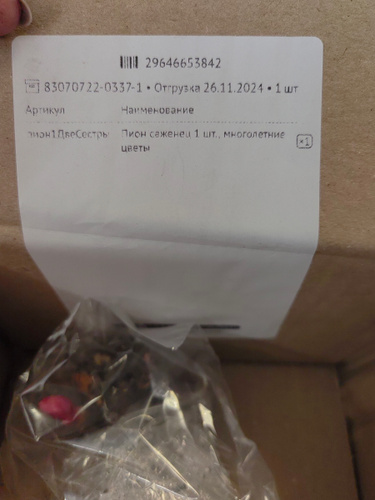 29646653842
83070722-0337-1 • Отгрузка 26.11.2024 • 1 шт
Артикул Наименование
пион1ДвеСестры Пион саженец 1 шт., многолетние
цветы
×1